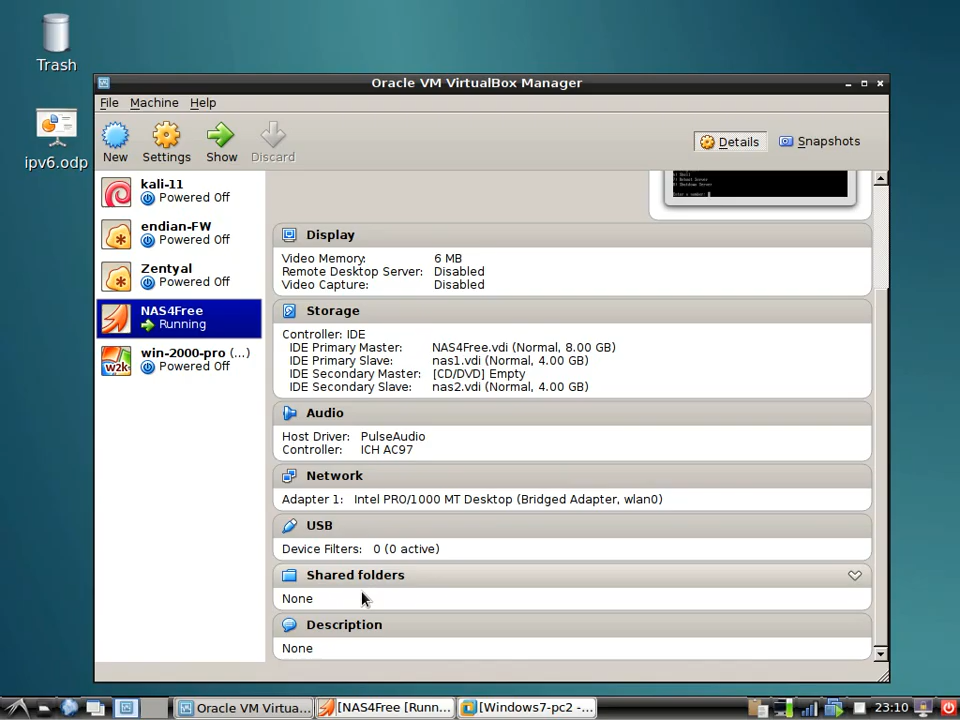 Trash
ipv6.odp
Oracle VM VirtualBox Manager
File Machine Help
New Settings Show Discard
Details Snapshots
kali-11
Powered Off
endian-FW
Powered Off
Zentyal
Powered Off
NAS4Free
Running
win-2000-pro (...)
Powered Off
Display
Video Memory: 6 MB
Remote Desktop Server: Disabled
Video Capture: Disabled
Storage
Controller: IDE
IDE Primary Master: NAS4Free.vdi (Normal, 8.00 GB)
IDE Primary Slave: nas1.vdi (Normal, 4.00 GB)
IDE Secondary Master: [CD/DVD] Empty
IDE Secondary Slave: nas2.vdi (Normal, 4.00 GB)
Audio
Host Driver: PulseAudio
Controller: ICH AC97
Network
Adapter 1: Intel PRO/1000 MT Desktop (Bridged Adapter, wlan0)
USB
Device Filters: 0 (0 active)
Shared folders
None
Description
None
Oracle VM Virtua... [NAS4Free [Runn... [Windows7-pc2 -... 23:10